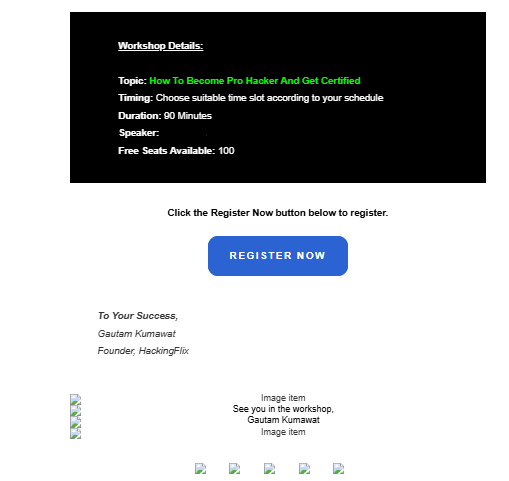 Workshop Details:
Topic: How To Become Pro Hacker And Get Certified
Timing: Choose suitable time slot according to your schedule
Duration: 90 Minutes
Speaker:
Free Seats Available: 100
Click the Register Now button below to register.
REGISTER NOW
To Your Success,
Gautam Kumawat
Founder, HackingFlix
Image item
See you in the workshop,
Gautam Kumawat
Image item